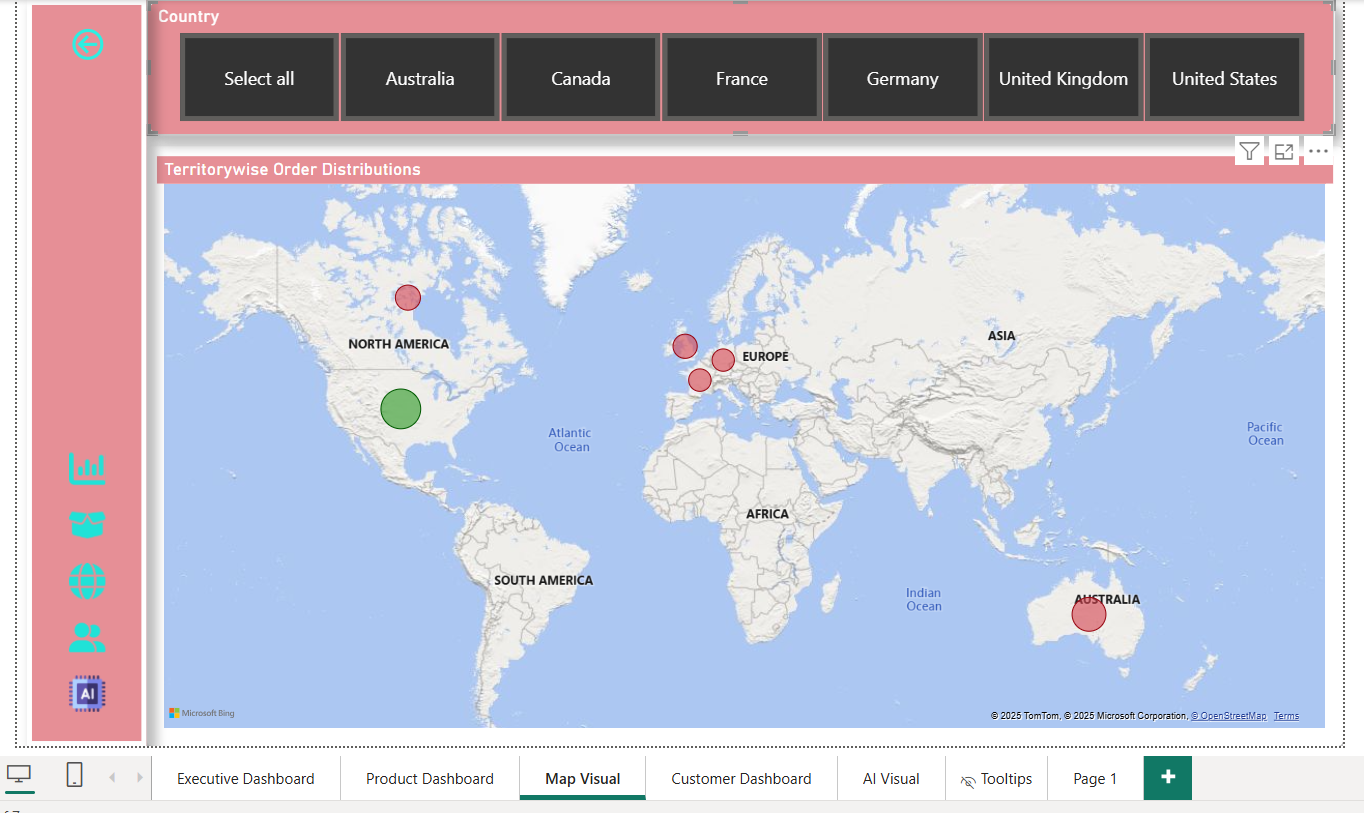 Country
Select all
Australia
Canada
France
Germany
United Kingdom
United States
Territorywise Order Distributions
NORTH AMERICA
EUROPE
ASIA
Atlantic
Ocean
Pacific
Ocean
AFRICA
SOUTH AMERICA
Indian
Ocean
AUSTRALIA
AI
Microsoft Bing
© 2025 TomTom, © 2025 Microsoft Corporation, © OpenStreetMap Terms
Executive Dashboard
Product Dashboard
Map Visual
Customer Dashboard
AI Visual
Tooltips
Page 1